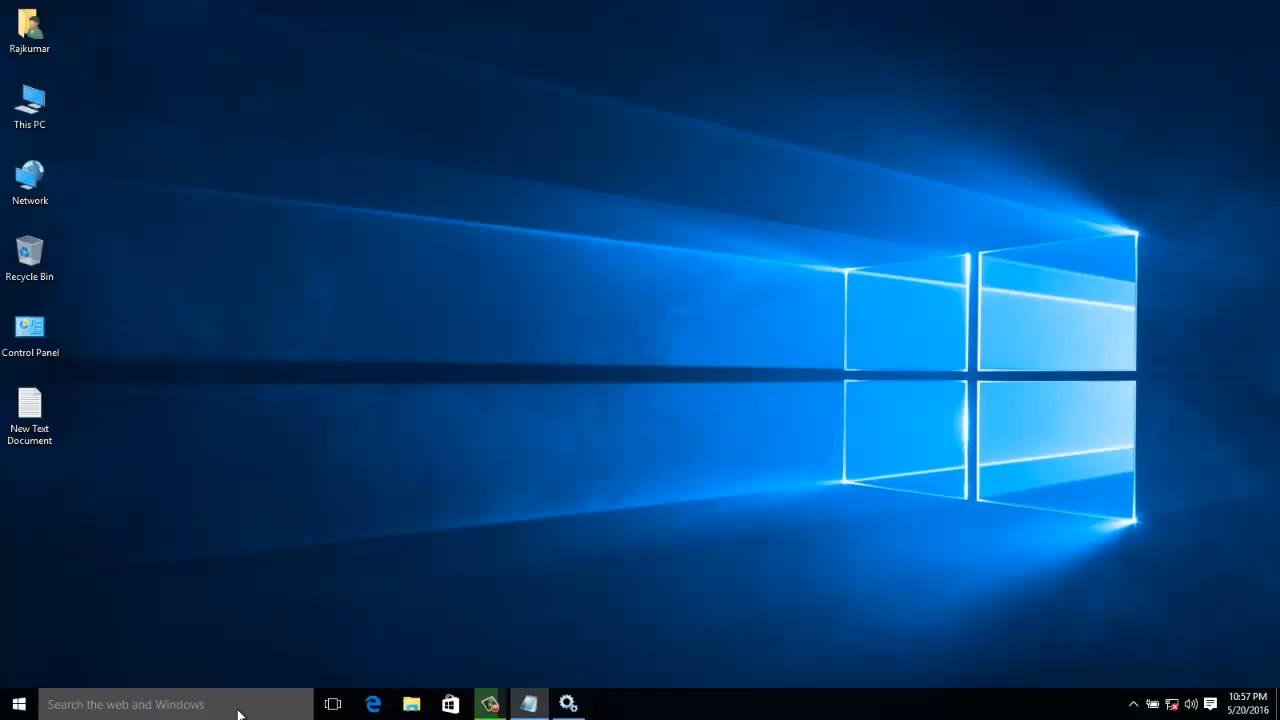 Rajkumar
This PC
Network
Recycle Bin
Control Panel
New Text
Document
Search the web and Windows
10:57 PM
5/20/2016